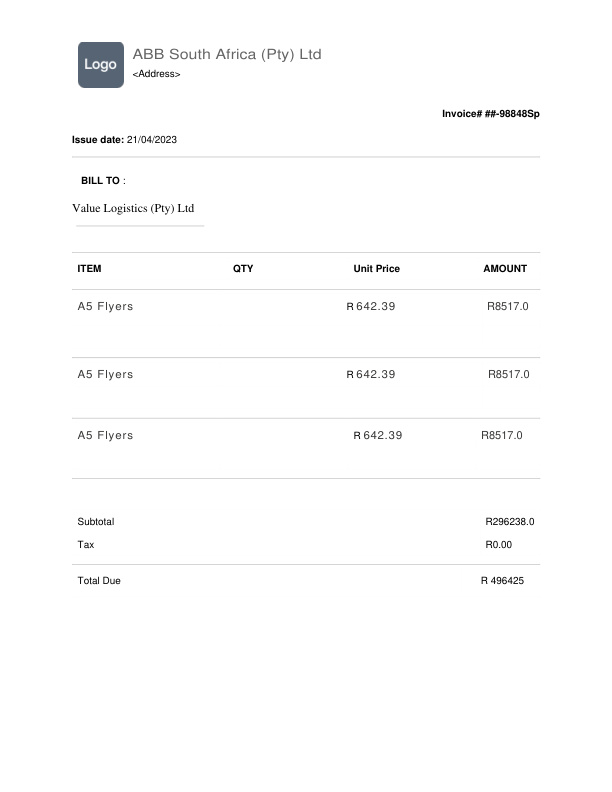 Logo
ABB South Africa (Pty) Ltd
<Address>
Invoice# ##-98848Sp
Issue date: 21/04/2023
BILL TO :
Value Logistics (Pty) Ltd
ITEM QTY Unit Price AMOUNT
A5 Flyers R 642.39 R8517.0
A5 Flyers R 642.39 R8517.0
A5 Flyers R 642.39 R8517.0
Subtotal R296238.0
Tax R0.00
Total Due R 496425